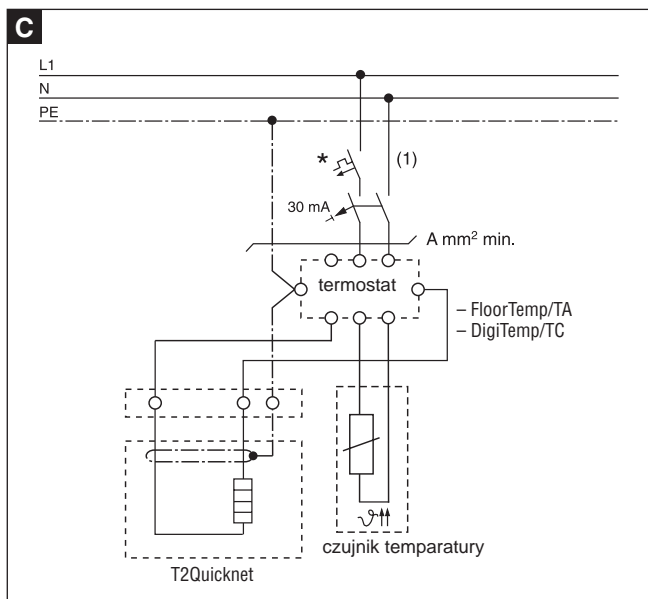 C
L1
N
PE
*
(1)
30 mA
A mm² min.
termostat
– FloorTemp/TA
– DigiTemp/TC
ϑ
czujnik temparatury
T2Quicknet